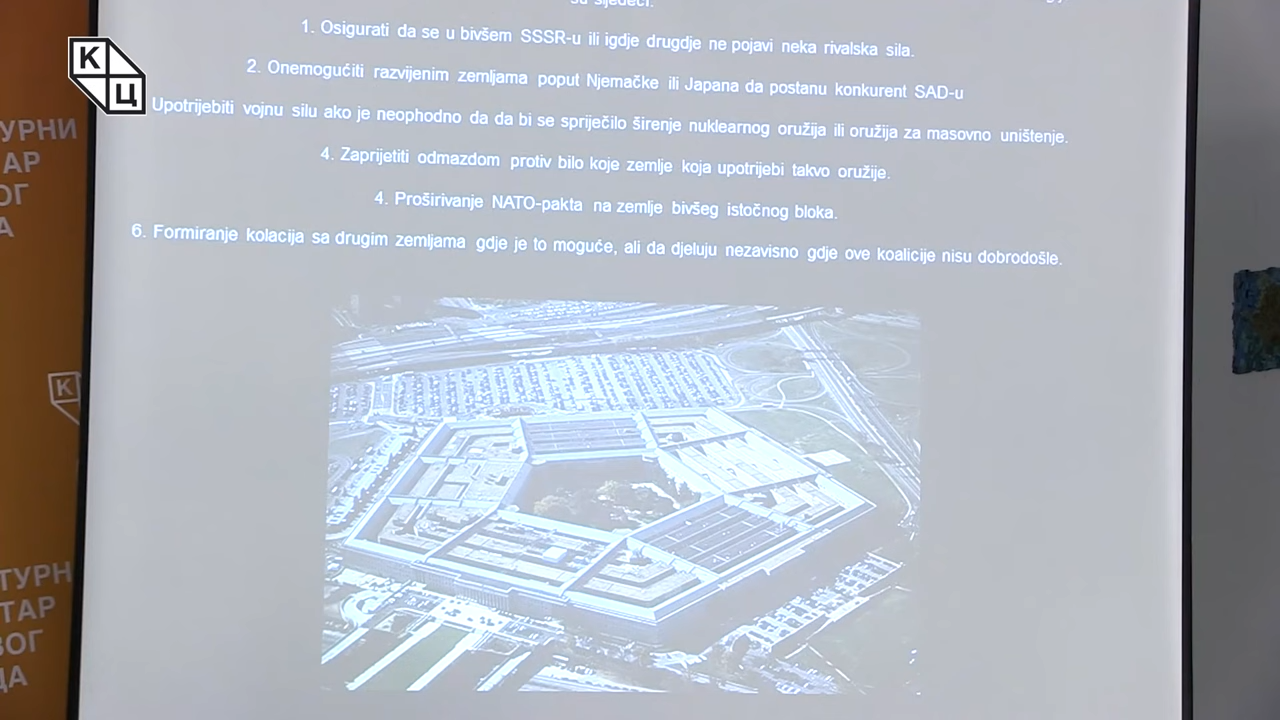 su sljedeći:
1. Osigurati da se u bivšem SSSR-u ili igdje drugdje ne pojavi neka rivalska sila.
2. Onemogućiti razvijenim zemljama poput Njemačke ili Japana da postanu konkurent SAD-u
Upotrijebiti vojnu silu ako je neophodno da da bi se spriječilo širenje nuklearnog oružija ili oružija za masovno uništenje.
4. Zaprijetiti odmazdom protiv bilo koje zemlje koja upotrijebi takvo oružije.
4. Proširivanje NATO-pakta na zemlje bivšeg istočnog bloka.
6. Formiranje kolacija sa drugim zemljama gdje je to moguće, ali da djeluju nezavisno gdje ove koalicije nisu dobrodošle.
К
Ц
УРНИ
АР
ОГ
А
К
ТУРН
ТАР
ВОГ
ДА